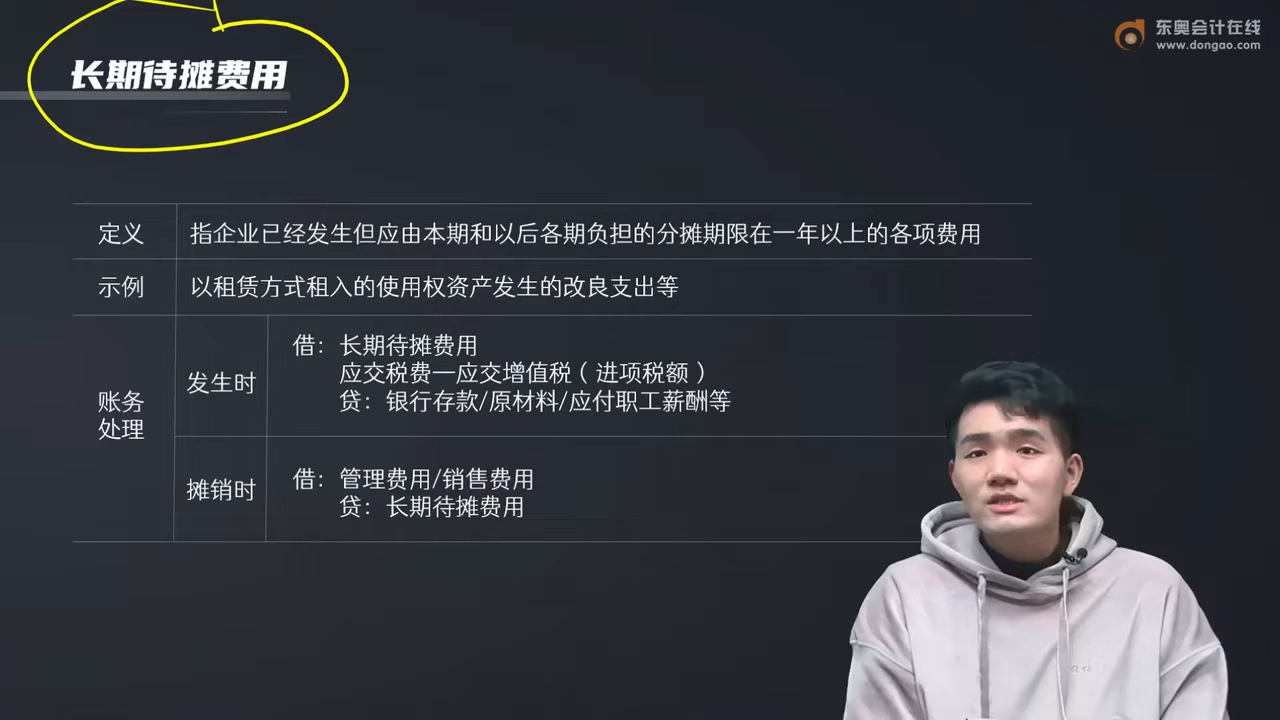 东奥会计在线
www.dongao.com
长期待摊费用
定义
指企业已经发生但应由本期和以后各期负担的分摊期限在一年以上的各项费用
示例
以租赁方式租入的使用权资产发生的改良支出等
账务
处理
发生时
借：长期待摊费用
应交税费—应交增值税（进项税额）
贷：银行存款/原材料/应付职工薪酬等
摊销时
借：管理费用/销售费用
贷：长期待摊费用